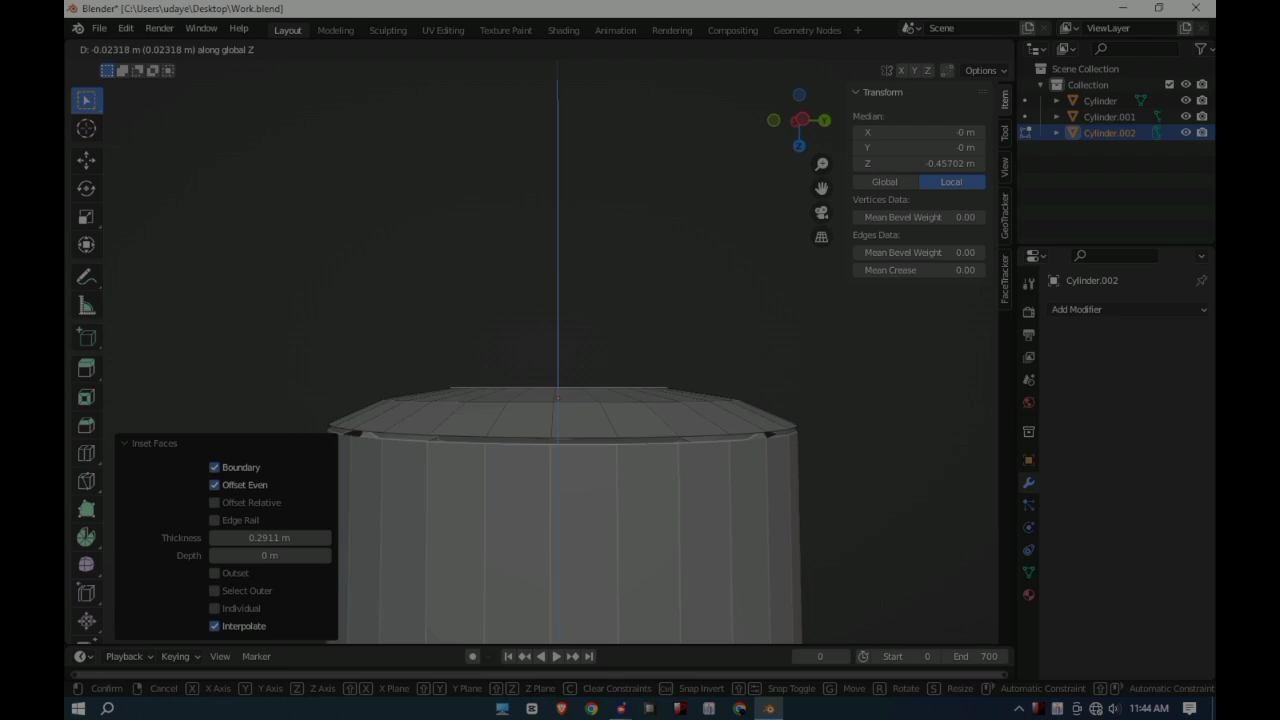 Blender* [C:\Users\udaye\Desktop\Work.blend]
File Edit Render Window Help Layout Modeling Sculpting UV Editing Texture Paint Shading Animation Rendering Compositing Geometry Nodes + Scene ViewLayer
D: -0.02318 m (0.02318 m) along global Z
X Y Z Options
Scene Collection
Collection
Cylinder
Cylinder.001
Cylinder.002
Transform
Median:
X -0 m
Y -0 m
Z -0.45702 m
Global Local
Vertices Data:
Mean Bevel Weight 0.00
Edges Data:
Mean Bevel Weight 0.00
Mean Crease 0.00
Item
Tool
View
GeoTracker
FaceTracker
Y
Z
Cylinder.002
Add Modifier
Inset Faces
Boundary
Offset Even
Offset Relative
Edge Rail
Thickness 0.2911 m
Depth 0 m
Outset
Select Outer
Individual
Interpolate
Playback Keying View Marker 0 Start 0 End 700
Confirm Cancel X X Axis Y Y Axis Z Z Axis X X Plane Y Y Plane Z Z Plane C Clear Constraints Ctrl Snap Invert Snap Toggle G Move R Rotate S Resize Automatic Constraint Automatic Constraint
11:44 AM